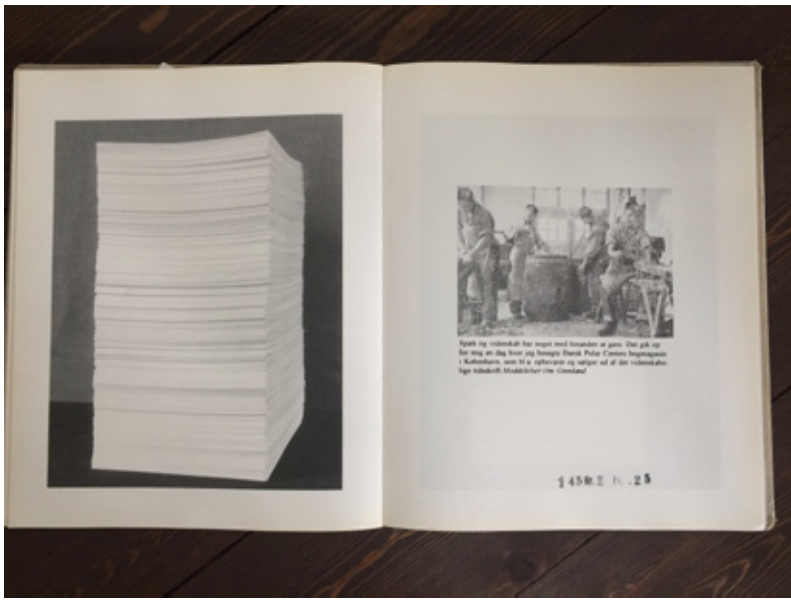 Spæk og videnskab har noget med hinanden at gøre. Det gik op
for mig en dag hvor jeg besøgte Dansk Polar Centers bogmagasin
i København, som bl.a. opbevarer og sælger ud af det videnskabe-
lige tidsskrift Meddelelser Om Grønland
.2 .25